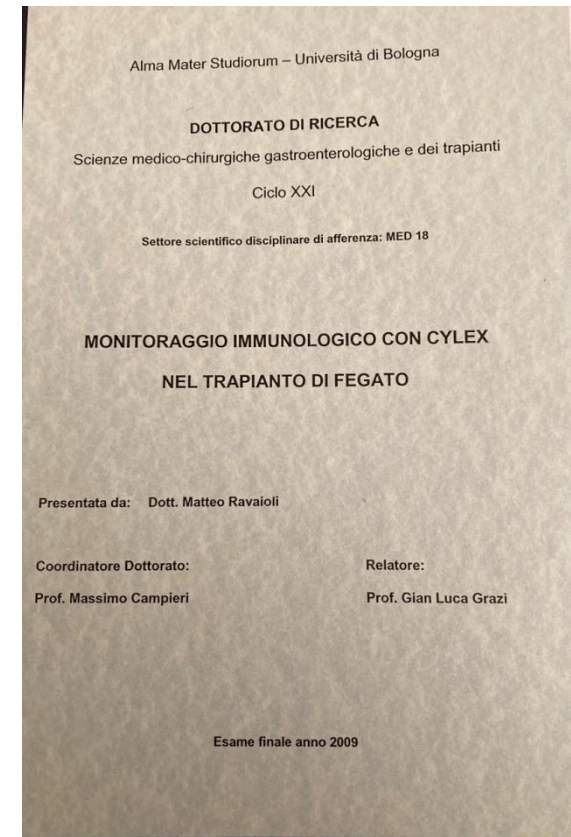 Alma Mater Studiorum – Università di Bologna
DOTTORATO DI RICERCA
Scienze medico-chirurgiche gastroenterologiche e dei trapianti
Ciclo XXI
Settore scientifico disciplinare di afferenza: MED 18
MONITORAGGIO IMMUNOLOGICO CON CYLEX
NEL TRAPIANTO DI FEGATO
Presentata da: Dott. Matteo Ravaioli
Coordinatore Dottorato: Relatore:
Prof. Massimo Campieri Prof. Gian Luca Grazi
Esame finale anno 2009